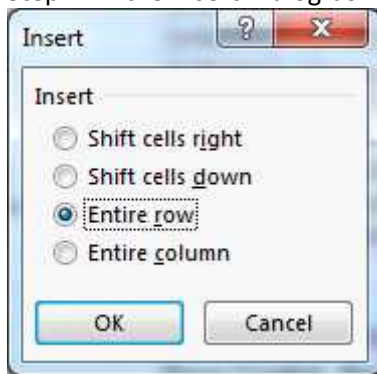 Insert
Insert
Shift cells right
Shift cells down
Entire row
Entire column
OK
Cancel